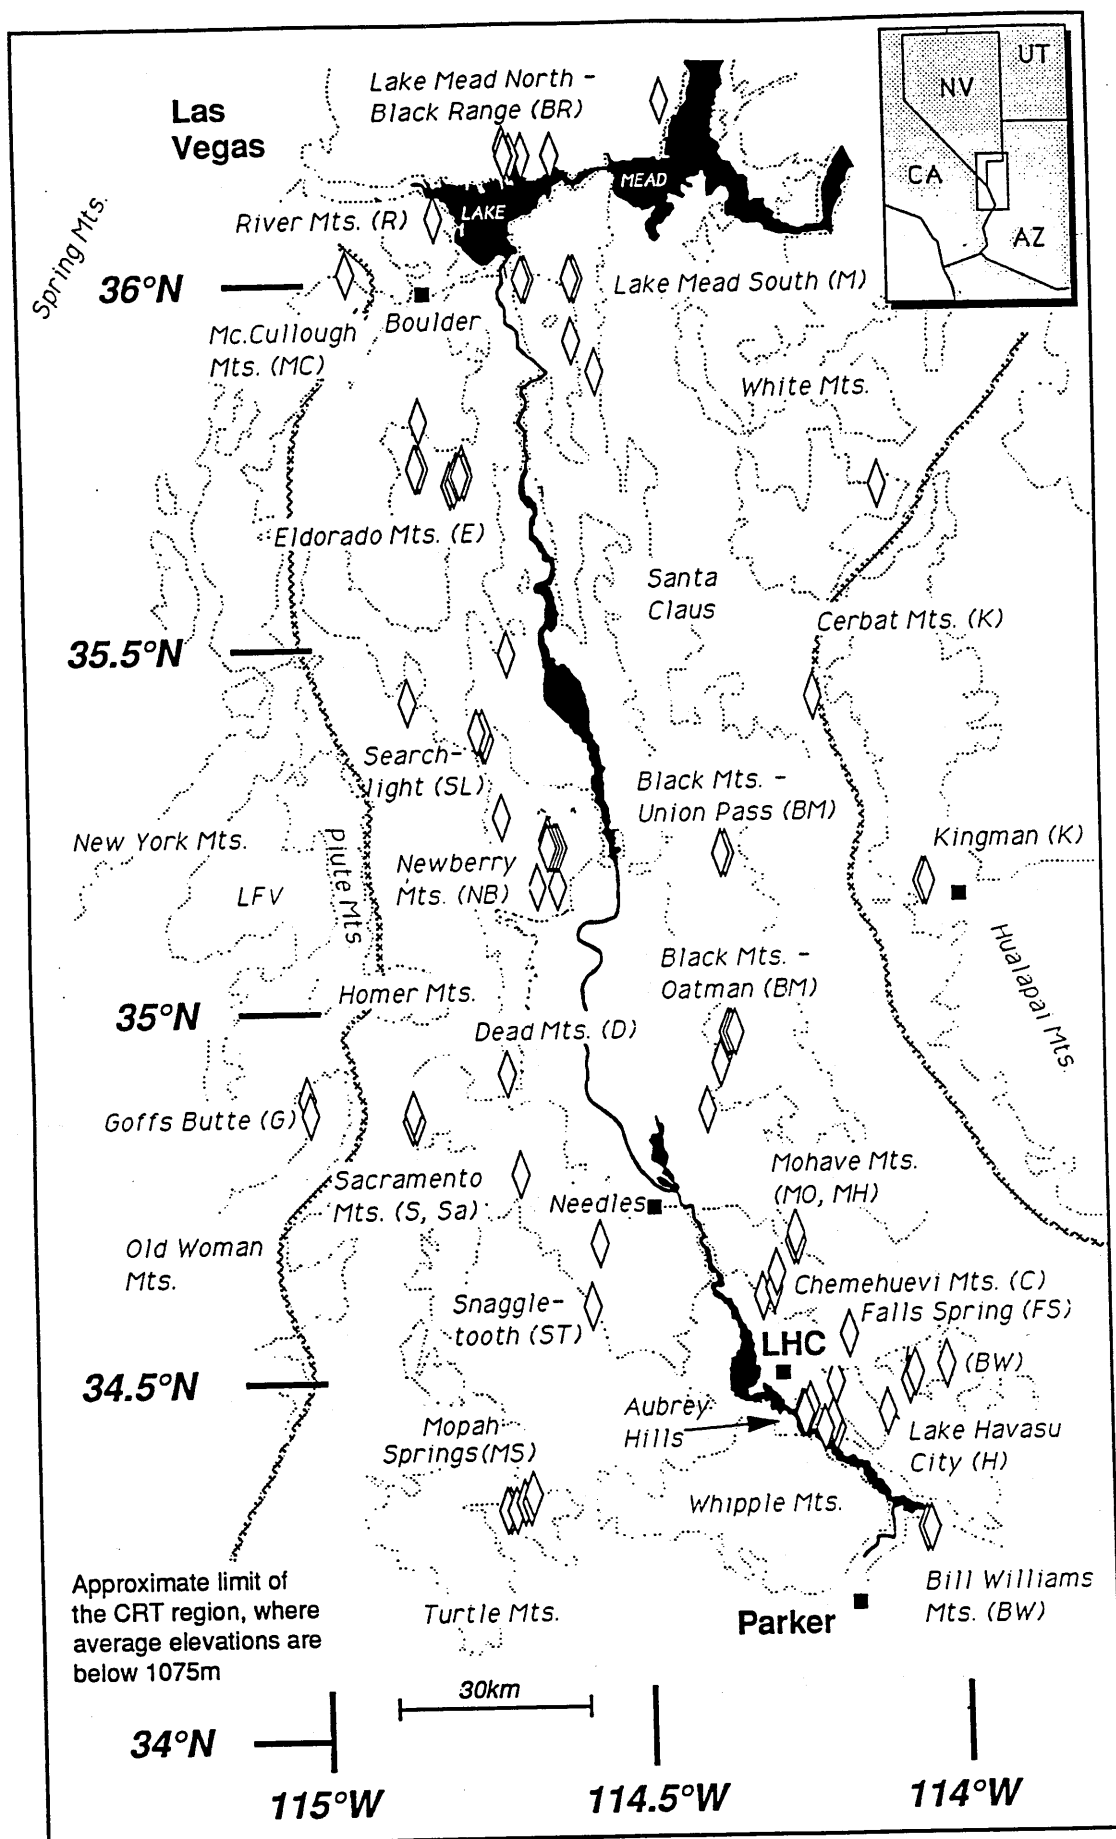 Lake Mead North -
Black Range (BR)
Las
Vegas
UT
NV
CA
AZ
MEAD
LAKE
River Mts. (R)
Spring Mts.
36°N
Lake Mead South (M)
Boulder
Mc.Cullough
Mts. (MC)
White Mts.
Eldorado Mts. (E)
Santa
Claus
Cerbat Mts. (K)
35.5°N
Search-
light (SL)
Black Mts. -
Union Pass (BM)
New York Mts.
Piute Mts
Kingman (K)
Newberry
Mts. (NB)
LFV
Hualapai Mts.
Black Mts. -
Oatman (BM)
Homer Mts.
35°N
Dead Mts. (D)
Goffs Butte (G)
Mohave Mts.
(MO, MH)
Sacramento
Mts. (S, Sa)
Needles
Old Woman
Mts.
Chemehuevi Mts. (C)
Falls Spring (FS)
Snaggle-
tooth (ST)
LHC
(BW)
34.5°N
Aubrey
Hills
Mopah
Springs (MS)
Lake Havasu
City (H)
Whipple Mts.
Bill Williams
Mts. (BW)
Approximate limit of
the CRT region, where
average elevations are
below 1075m
Turtle Mts.
Parker
30km
34°N
115°W
114.5°W
114°W